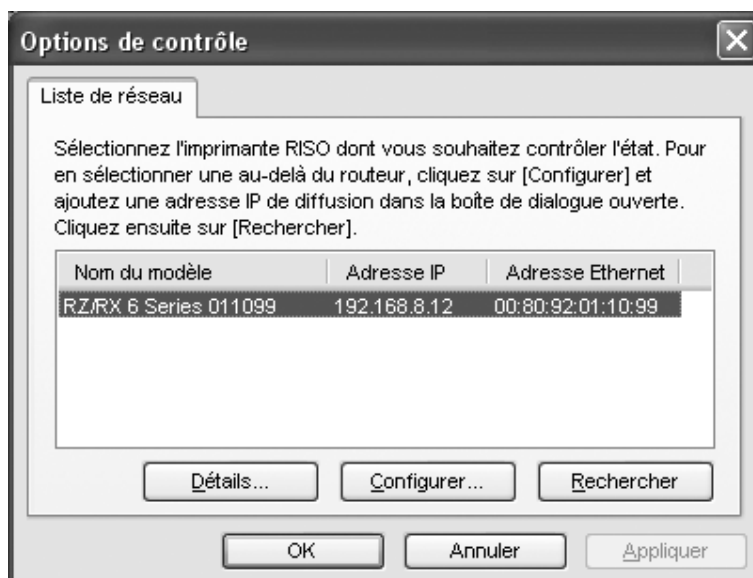 Options de contrôle
Liste de réseau
Sélectionnez l'imprimante RISO dont vous souhaitez contrôler l'état. Pour
en sélectionner une au-delà du routeur, cliquez sur [Configurer] et
ajoutez une adresse IP de diffusion dans la boîte de dialogue ouverte.
Cliquez ensuite sur [Rechercher].
Nom du modèle Adresse IP Adresse Ethernet
RZ/RX 6 Series 011099 192.168.8.12 00:80:92:01:10:99
Détails... Configurer... Rechercher
OK Annuler Appliquer